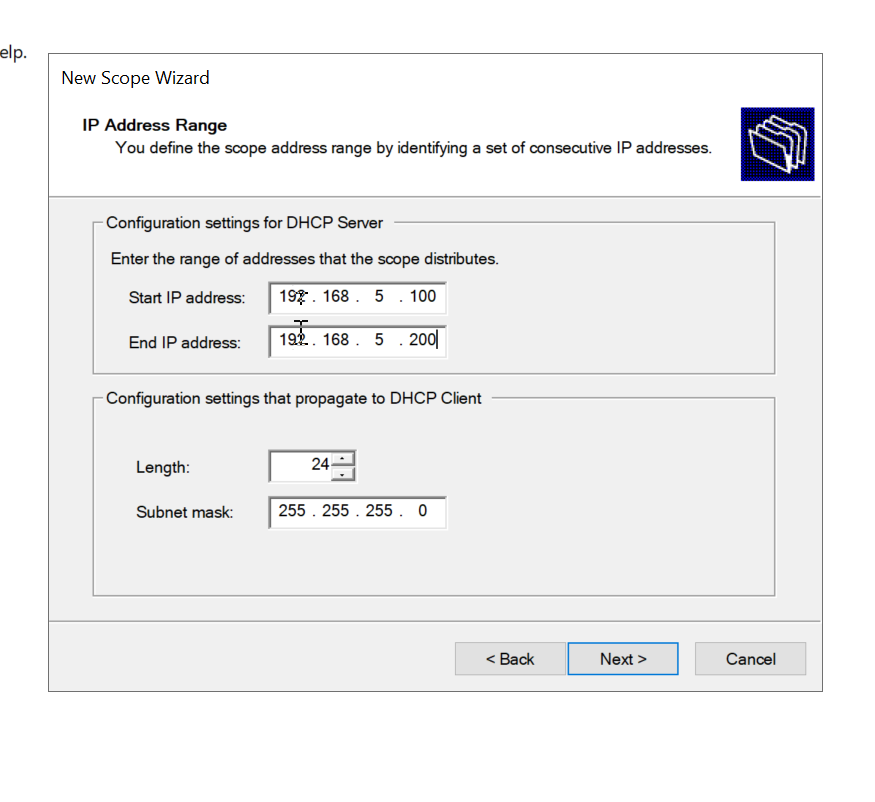 elp.
New Scope Wizard
IP Address Range
You define the scope address range by identifying a set of consecutive IP addresses.
Configuration settings for DHCP Server
Enter the range of addresses that the scope distributes.
Start IP address: 192 . 168 . 5 . 100
End IP address: 192 . 168 . 5 . 200
Configuration settings that propagate to DHCP Client
Length: 24
Subnet mask: 255 . 255 . 255 . 0
< Back Next > Cancel